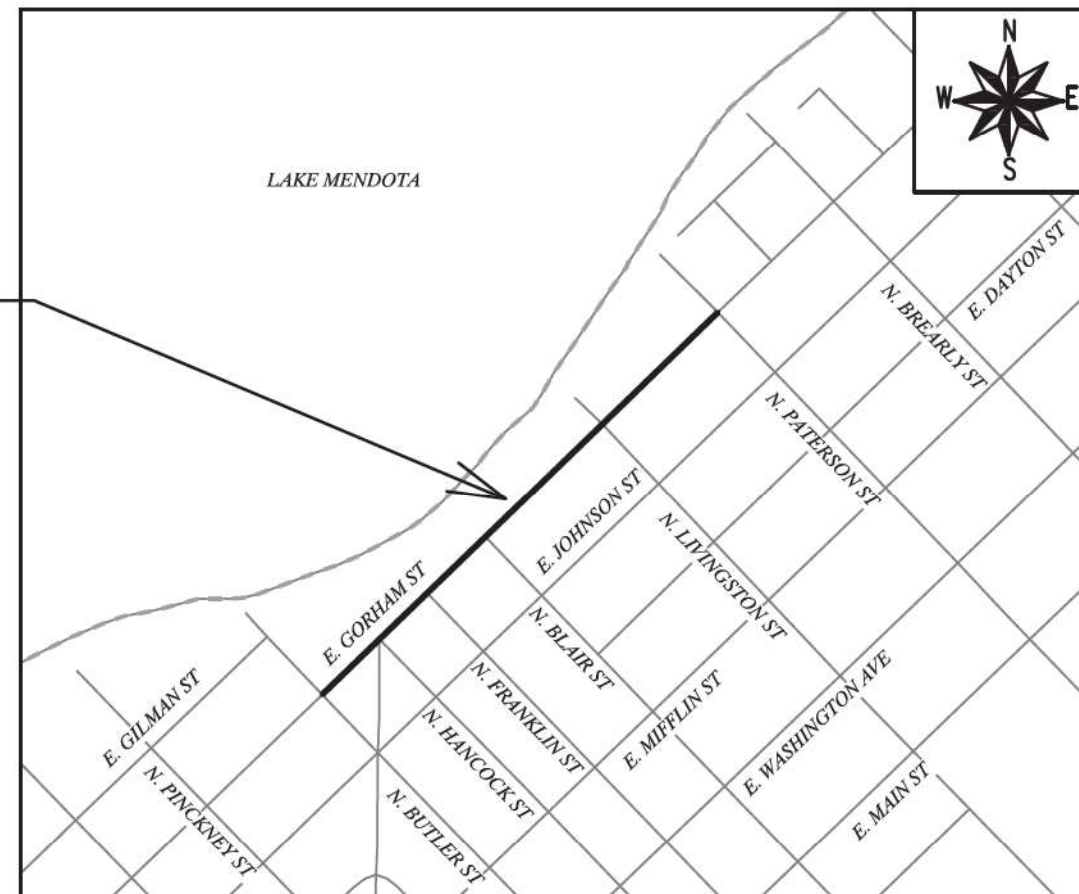 N
W
E
S
LAKE MENDOTA
E. DAYTON ST
N. BREARLY ST
N. PATERSON ST
E. JOHNSON ST
N. LIVINGSTON ST
E. GORHAM ST
N. BLAIR ST
N. FRANKLIN ST
E. MIFFLIN ST
E. WASHINGTON AVE
E. GILMAN ST
N. HANCOCK ST
N. PINCKNEY ST
N. BUTLER ST
E. MAIN ST